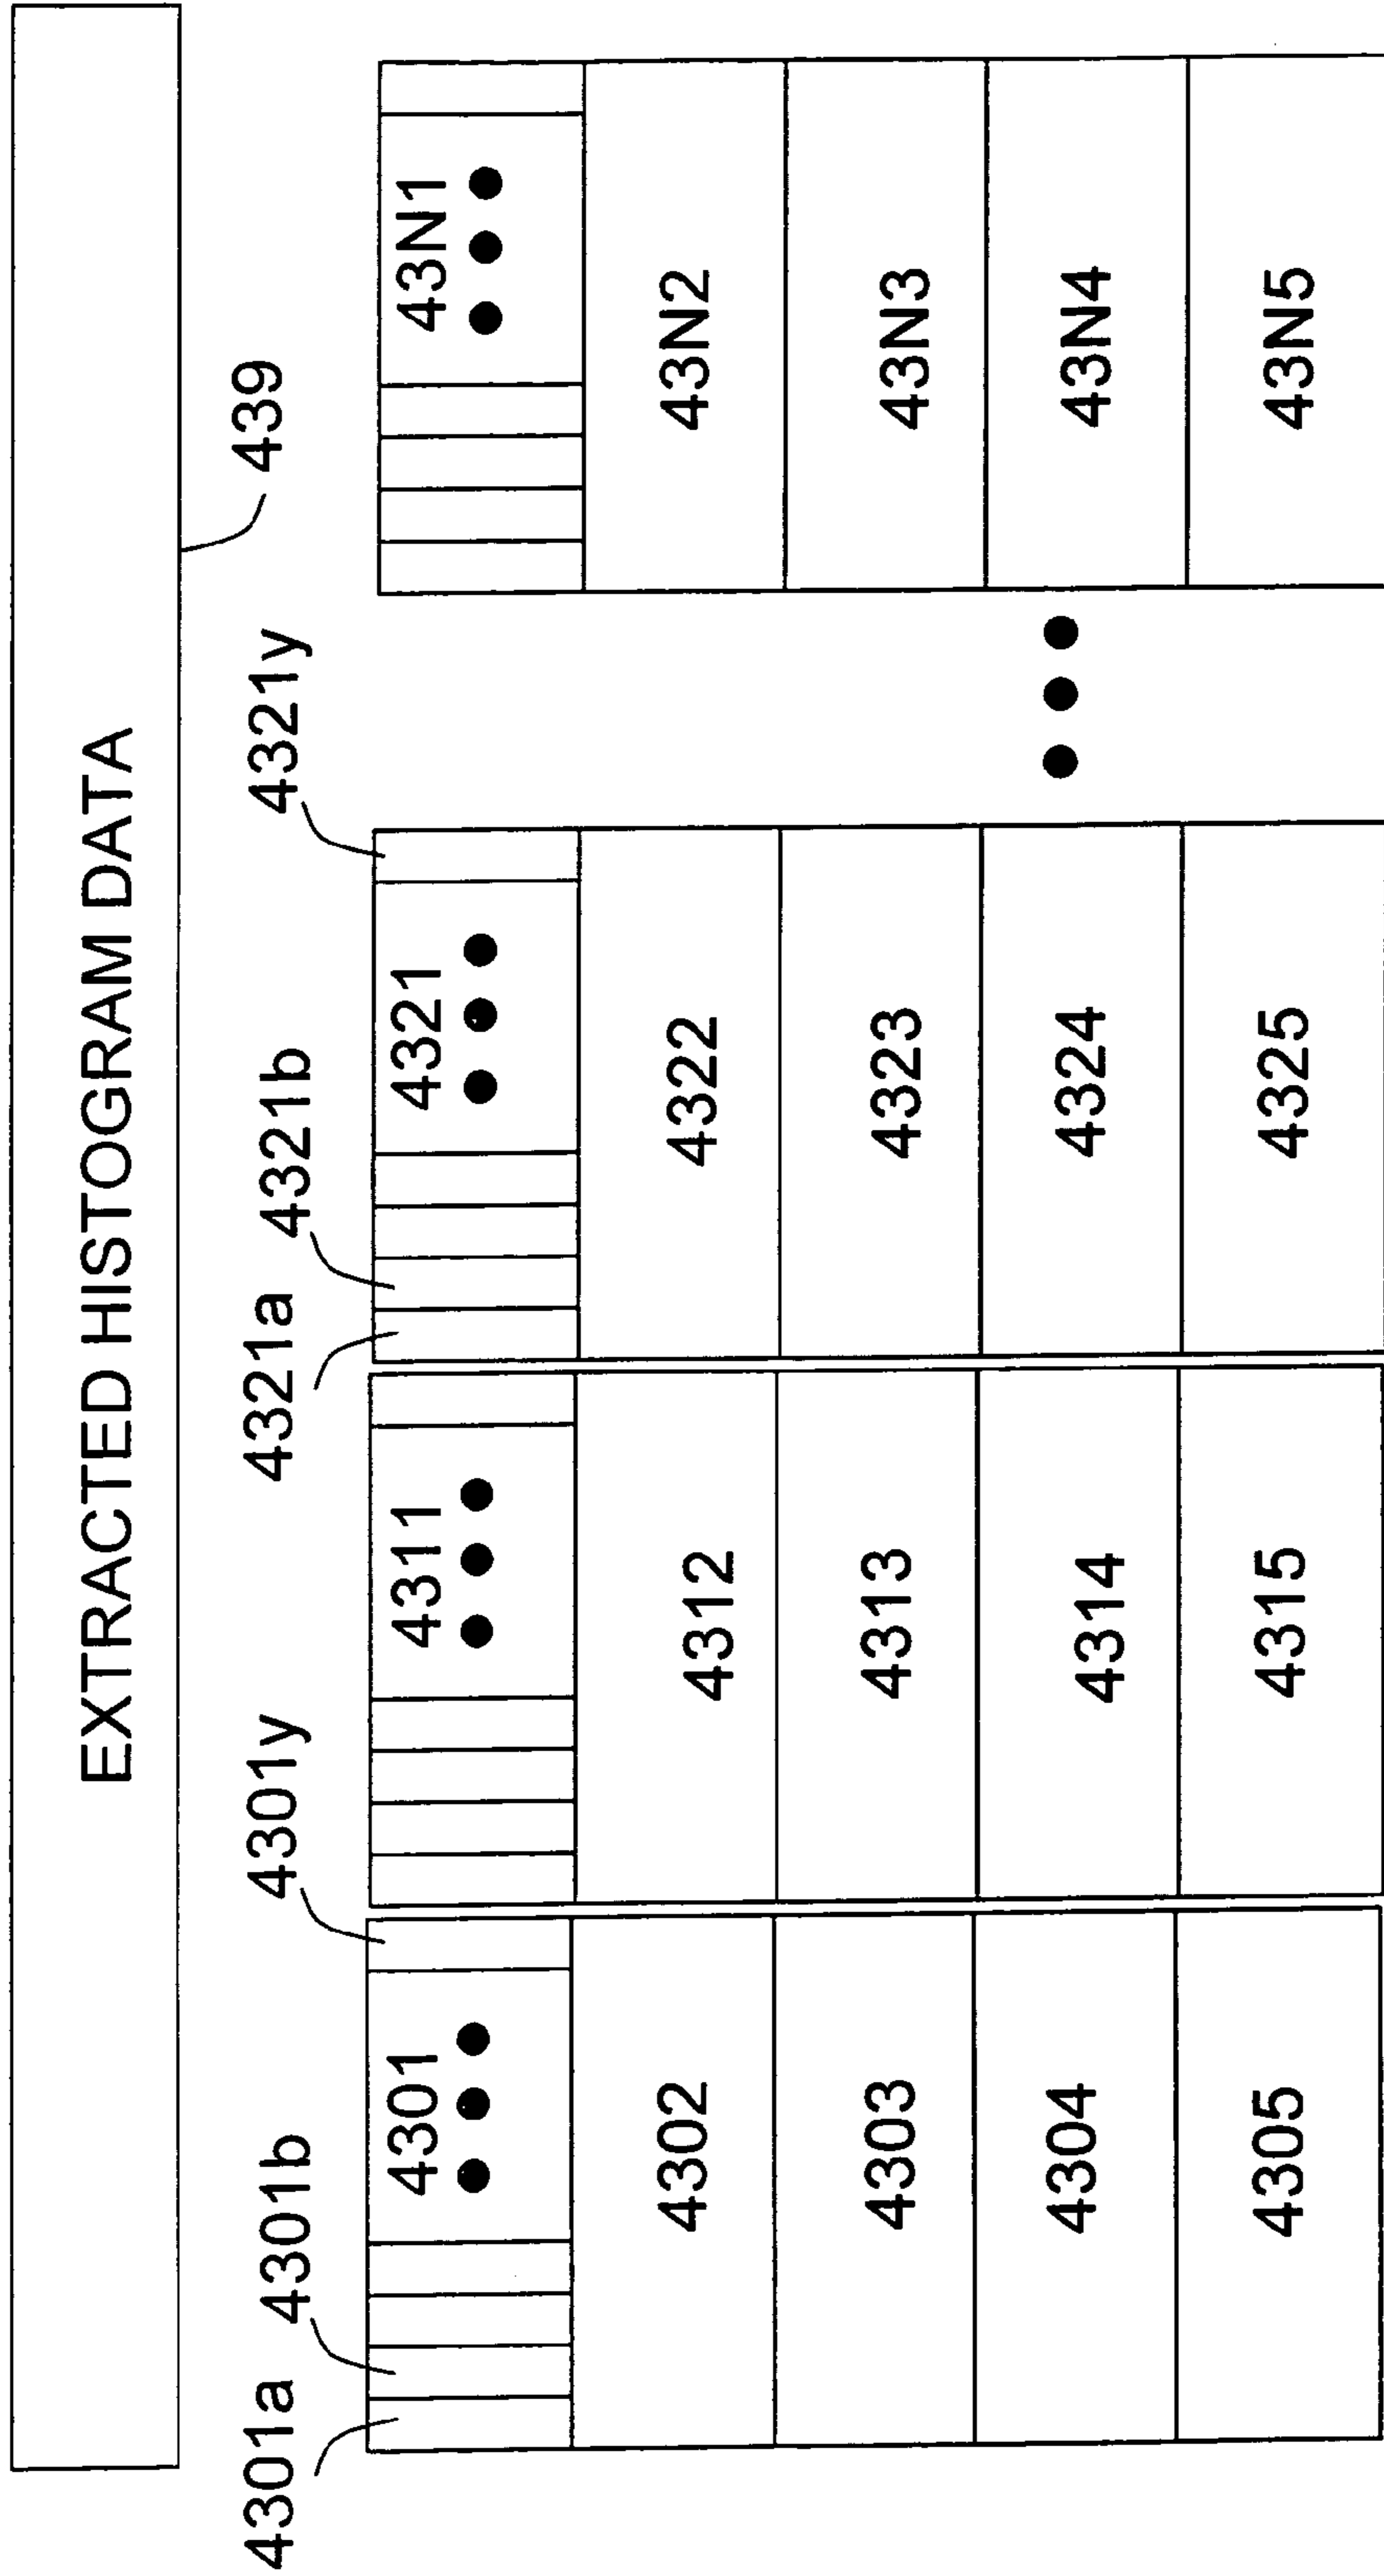 EXTRACTED HISTOGRAM DATA
439
4301a 4301b 4301y 4321a 4321b 4321y
4301 4311 4321 43N1
4302 4312 4322 43N2
4303 4313 4323 43N3
4304 4314 4324 43N4
4305 4315 4325 43N5